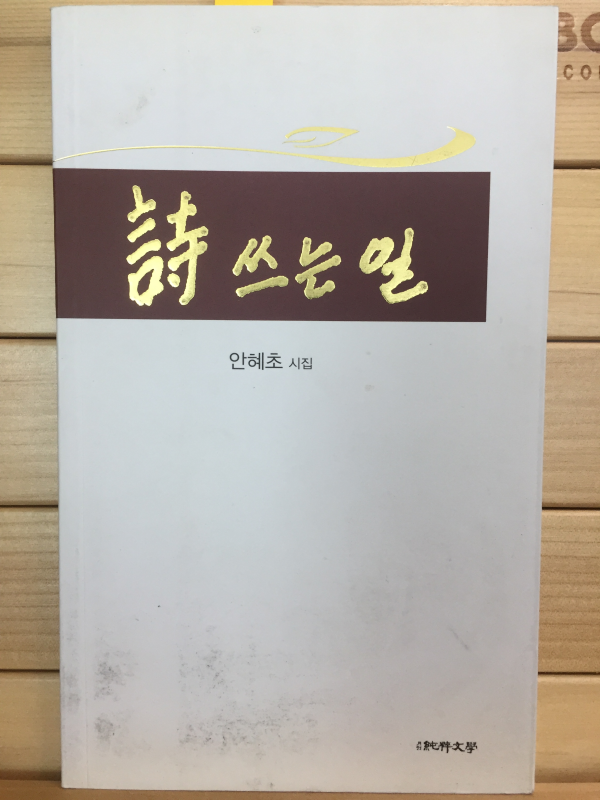 詩 쓰는 일
안혜초 시집
純粹文學